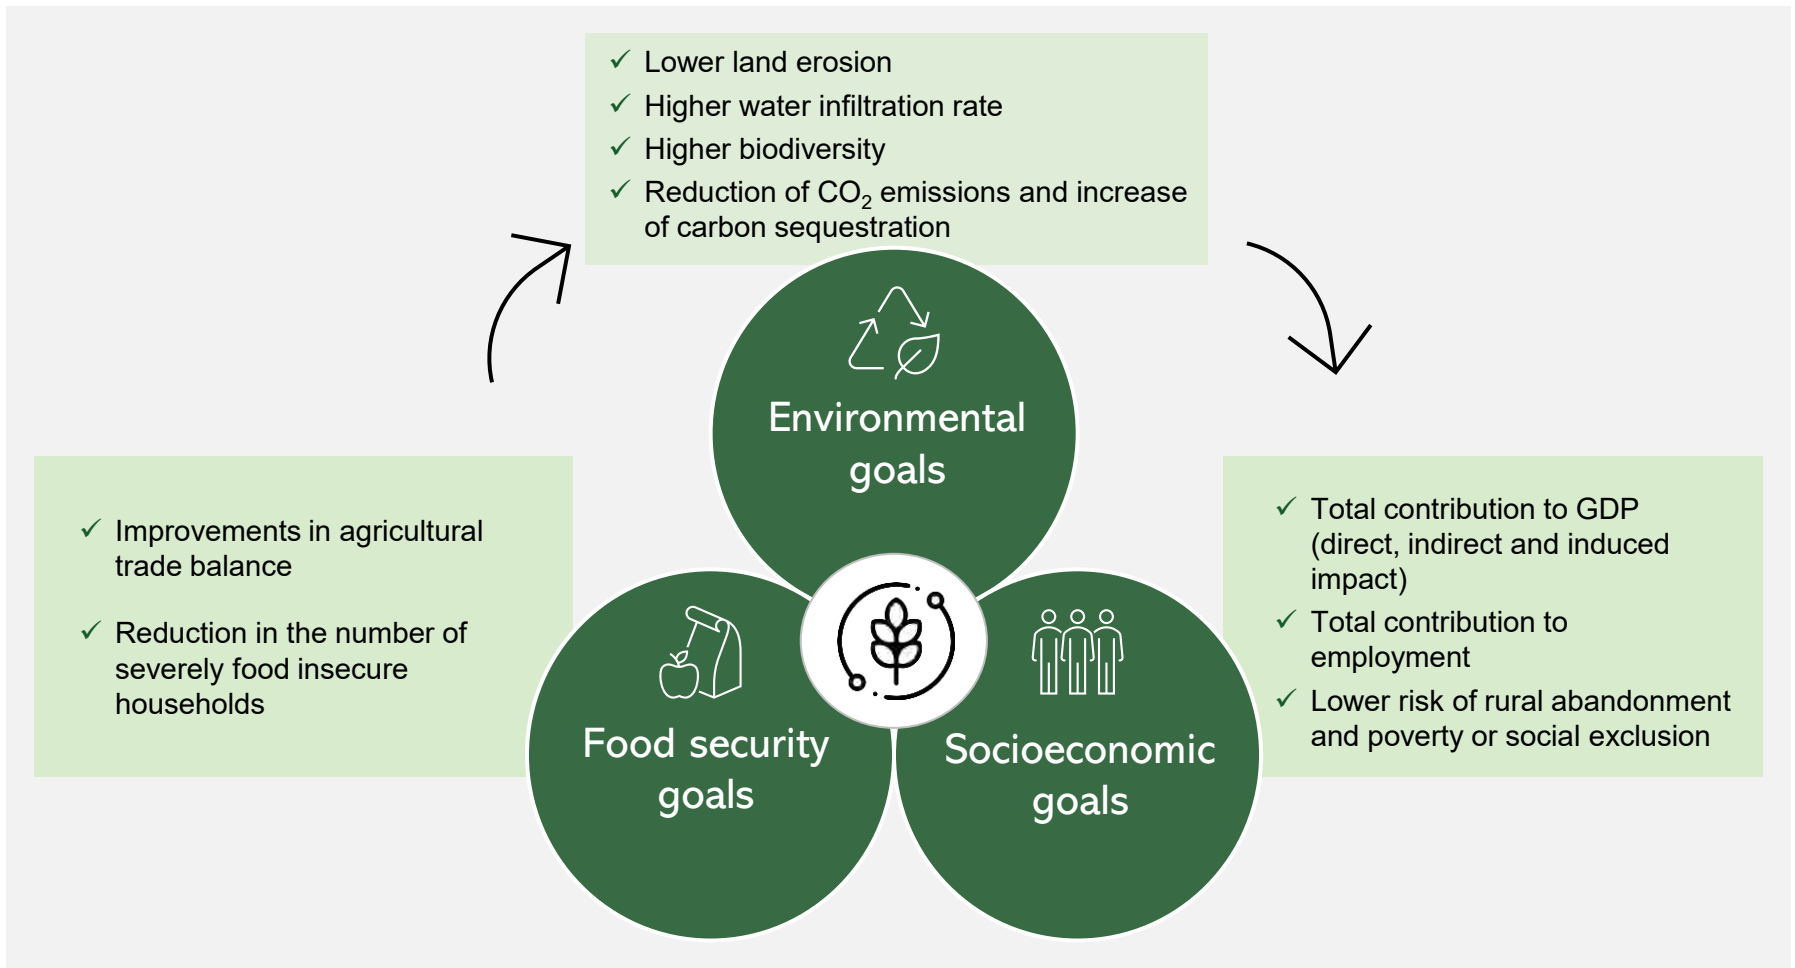 ✓ Lower land erosion
✓ Higher water infiltration rate
✓ Higher biodiversity
✓ Reduction of CO₂ emissions and increase
of carbon sequestration
Environmental
goals
✓ Improvements in agricultural
trade balance
✓ Reduction in the number of
severely food insecure
households
Food security
goals
✓ Total contribution to GDP
(direct, indirect and induced
impact)
✓ Total contribution to
employment
✓ Lower risk of rural abandonment
and poverty or social exclusion
Socioeconomic
goals